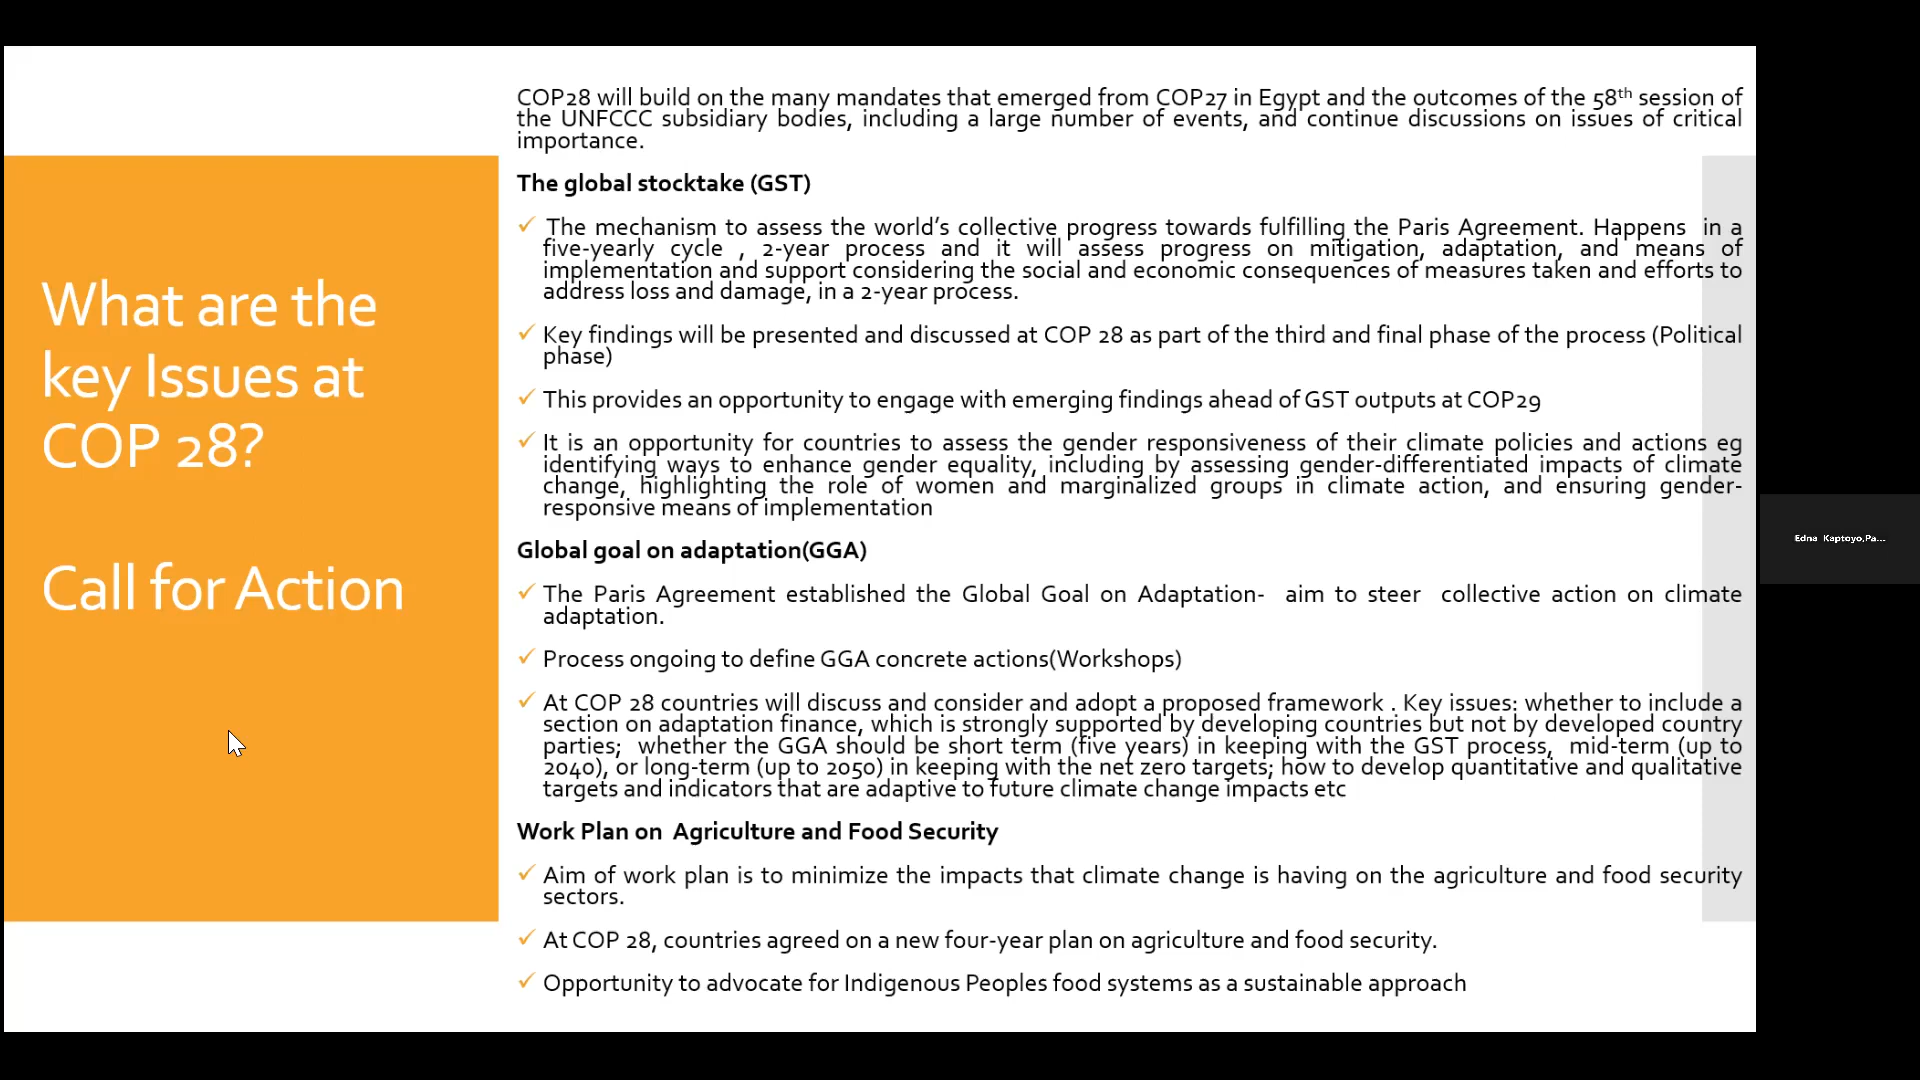 What are the
key Issues at
COP 28?
Call for Action
COP28 will build on the many mandates that emerged from COP27 in Egypt and the outcomes of the 58th session of
the UNFCCC subsidiary bodies, including a large number of events, and continue discussions on issues of critical
importance.
The global stocktake (GST)
✓ The mechanism to assess the world's collective progress towards fulfilling the Paris Agreement. Happens in a
five-yearly cycle , 2-year process and it will assess progress on mitigation, adaptation, and means of
implementation and support considering the social and economic consequences of measures taken and efforts to
address loss and damage, in a 2-year process.
✓ Key findings will be presented and discussed at COP 28 as part of the third and final phase of the process (Political
phase)
✓ This provides an opportunity to engage with emerging findings ahead of GST outputs at COP29
✓ It is an opportunity for countries to assess the gender responsiveness of their climate policies and actions eg
identifying ways to enhance gender equality, including by assessing gender-differentiated impacts of climate
change, highlighting the role of women and marginalized groups in climate action, and ensuring gender-
responsive means of implementation
Global goal on adaptation(GGA)
✓ The Paris Agreement established the Global Goal on Adaptation- aim to steer collective action on climate
adaptation.
✓ Process ongoing to define GGA concrete actions(Workshops)
✓ At COP 28 countries will discuss and consider and adopt a proposed framework . Key issues: whether to include a
section on adaptation finance, which is strongly supported by developing countries but not by developed country
parties; whether the GGA should be short term (five years) in keeping with the GST process, mid-term (up to
2040), or long-term (up to 2050) in keeping with the net zero targets; how to develop quantitative and qualitative
targets and indicators that are adaptive to future climate change impacts etc
Work Plan on Agriculture and Food Security
✓ Aim of work plan is to minimize the impacts that climate change is having on the agriculture and food security
sectors.
✓ At COP 28, countries agreed on a new four-year plan on agriculture and food security.
✓ Opportunity to advocate for Indigenous Peoples food systems as a sustainable approach
Edna Kaptoyo,Pa...